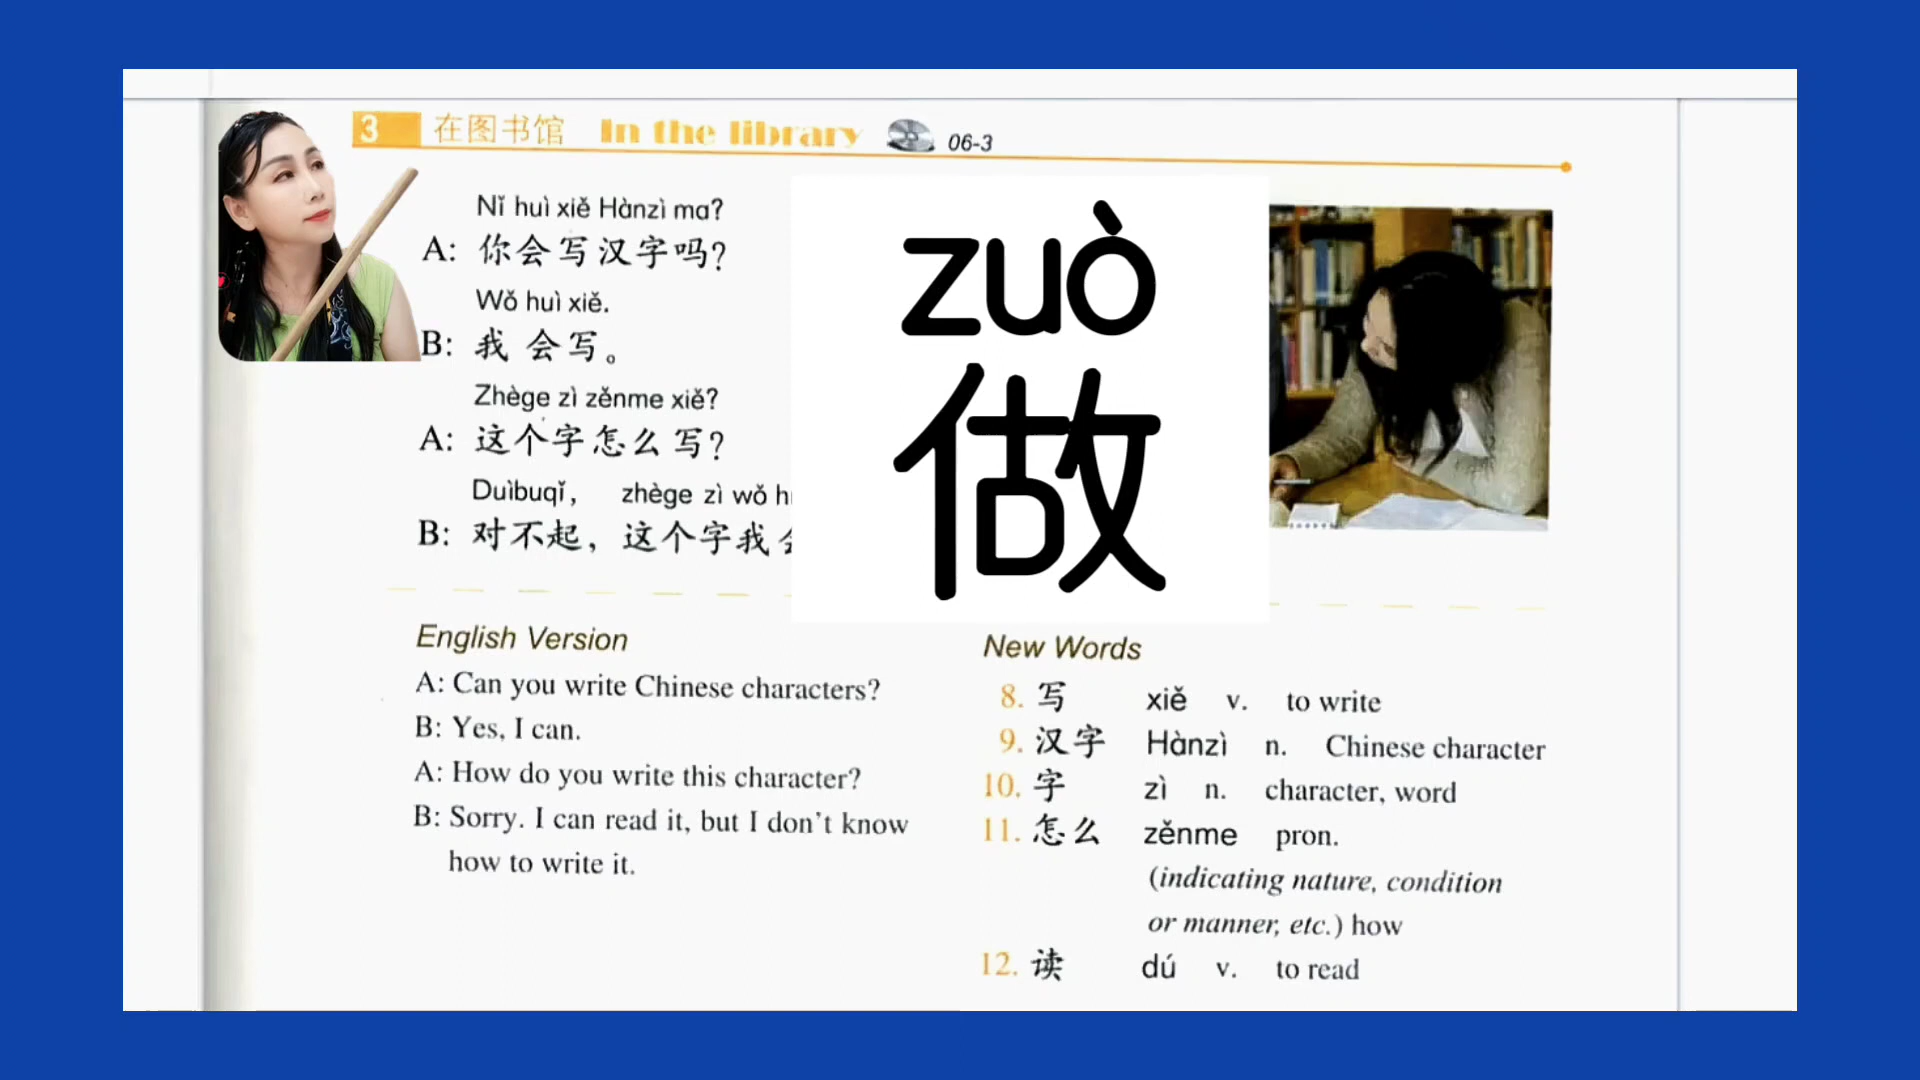 3 在图书馆 In the library 06-3
Nǐ huì xiě Hànzì ma?
A: 你会写汉字吗？
Wǒ huì xiě.
B: 我会写。
Zhège zì zěnme xiě?
A: 这个字怎么写？
Duìbuqǐ, zhège zì wǒ
B: 对不起，这个字我
zuò
做
English Version
A: Can you write Chinese characters?
B: Yes, I can.
A: How do you write this character?
B: Sorry. I can read it, but I don't know
how to write it.
New Words
8. 写 xiě v. to write
9. 汉字 Hànzì n. Chinese character
10. 字 zì n. character, word
11. 怎么 zěnme pron.
(indicating nature, condition
or manner, etc.) how
12. 读 dú v. to read